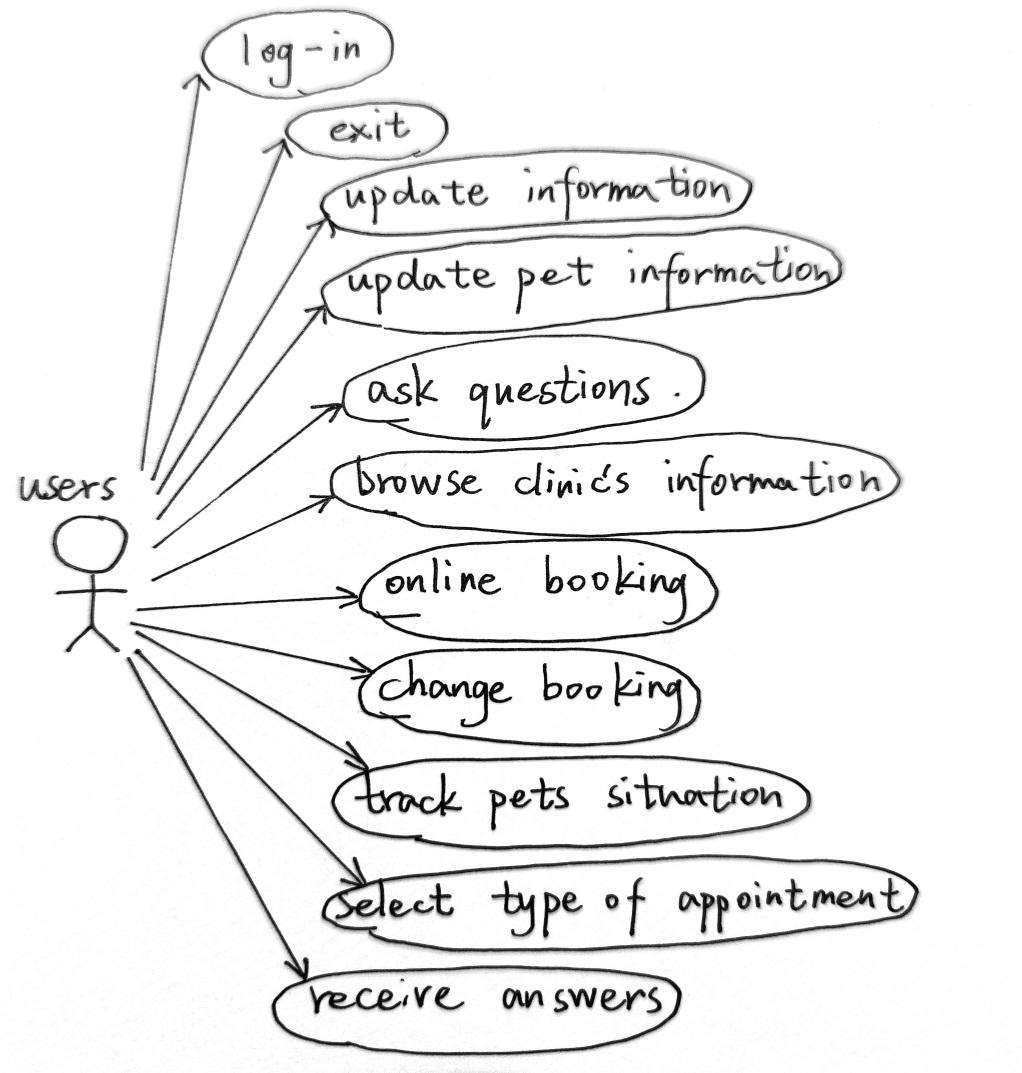 log-in
exit
update information
update pet information
ask questions.
browse clinic's information
users
online booking
change booking
track pets situation
select type of appointment
receive answers